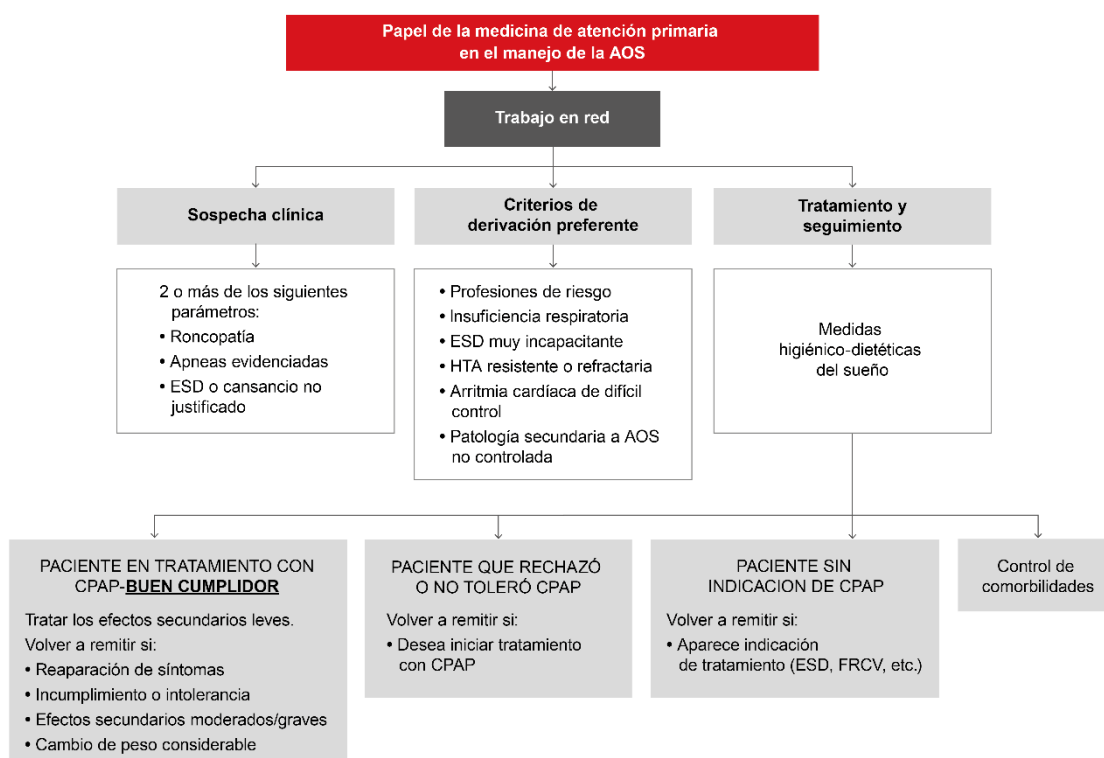 Papel de la medicina de atención primaria
en el manejo de la AOS
Trabajo en red
Sospecha clínica
Criterios de
derivación preferente
Tratamiento y
seguimiento
2 o más de los siguientes
parámetros:
• Roncopatía
• Apneas evidenciadas
• ESD o cansancio no
justificado
• Profesiones de riesgo
• Insuficiencia respiratoria
• ESD muy incapacitante
• HTA resistente o refractaria
• Arritmia cardíaca de difícil
control
• Patología secundaria a AOS
no controlada
Medidas
higiénico-dietéticas
del sueño
PACIENTE EN TRATAMIENTO CON
CPAP-BUEN CUMPLIDOR
Tratar los efectos secundarios leves.
Volver a remitir si:
• Reaparación de síntomas
• Incumplimiento o intolerancia
• Efectos secundarios moderados/graves
• Cambio de peso considerable
PACIENTE QUE RECHAZÓ
O NO TOLERÓ CPAP
Volver a remitir si:
• Desea iniciar tratamiento
con CPAP
PACIENTE SIN
INDICACION DE CPAP
Volver a remitir si:
• Aparece indicación
de tratamiento (ESD, FRCV, etc.)
Control de
comorbilidades